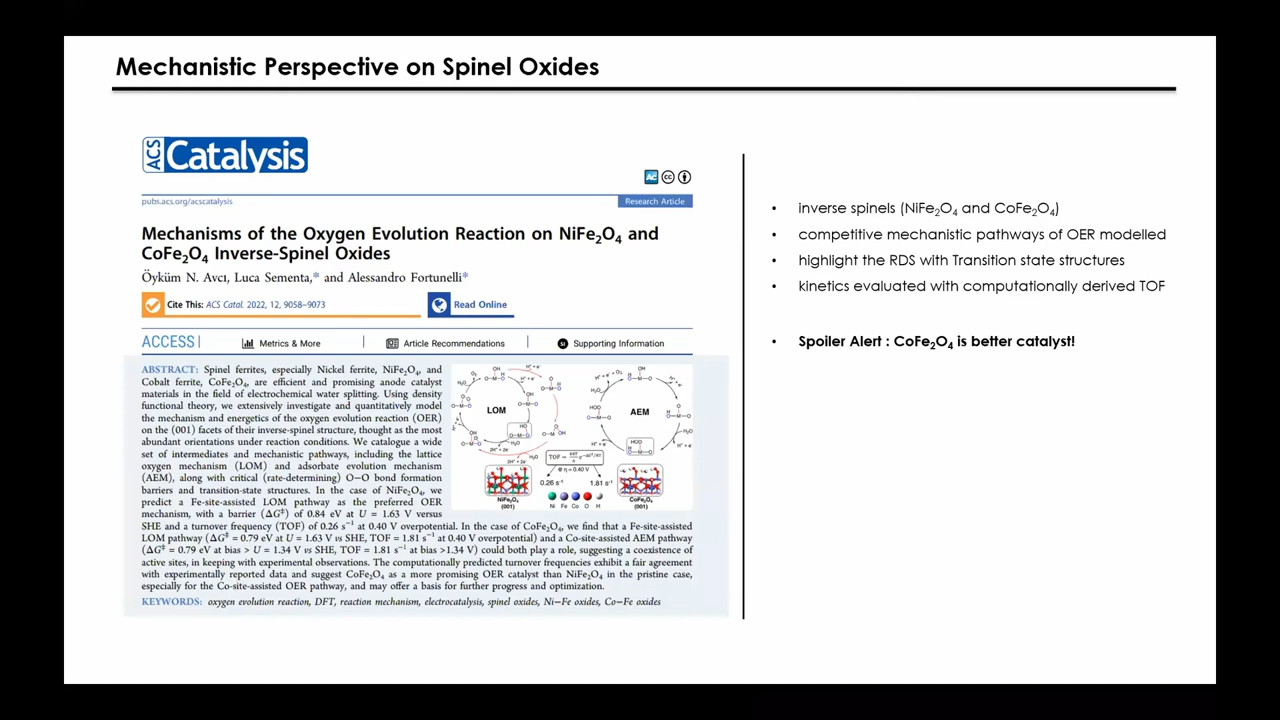 Mechanistic Perspective on Spinel Oxides
ACS Catalysis
pubs.acs.org/acscatalysis
Research Article
Mechanisms of the Oxygen Evolution Reaction on NiFe₂O₄ and
CoFe₂O₄ Inverse-Spinel Oxides
Öyküm N. Avcı, Luca Sementa,* and Alessandro Fortunelli*
Cite This: ACS Catal. 2022, 12, 9058−9073
Read Online
ACCESS
Metrics & More
Article Recommendations
Supporting Information
ABSTRACT: Spinel ferrites, especially Nickel ferrite, NiFe₂O₄, and
Cobalt ferrite, CoFe₂O₄, are efficient and promising anode catalyst
materials in the field of electrochemical water splitting. Using density
functional theory, we extensively investigate and quantitatively model
the mechanism and energetics of the oxygen evolution reaction (OER)
on the (001) facets of their inverse-spinel structure, thought as the most
abundant orientations under reaction conditions. We catalogue a wide
set of intermediates and mechanistic pathways, including the lattice
oxygen mechanism (LOM) and adsorbate evolution mechanism
(AEM), along with critical (rate-determining) O−O bond formation
barriers and transition-state structures. In the case of NiFe₂O₄, we
predict a Fe-site-assisted LOM pathway as the preferred OER
mechanism, with a barrier (ΔG‡) of 0.84 eV at U = 1.63 V versus
SHE and a turnover frequency (TOF) of 0.26 s⁻¹ at 0.40 V overpotential. In the case of CoFe₂O₄, we find that a Fe-site-assisted
LOM pathway (ΔG‡ = 0.79 eV at U = 1.63 V vs SHE, TOF = 1.81 s⁻¹ at 0.40 V overpotential) and a Co-site-assisted AEM pathway
(ΔG‡ = 0.79 eV at bias > U = 1.34 V vs SHE, TOF = 1.81 s⁻¹ at bias >1.34 V) could both play a role, suggesting a coexistence of
active sites, in keeping with experimental observations. The computationally predicted turnover frequencies exhibit a fair agreement
with experimentally reported data and suggest CoFe₂O₄ as a more promising OER catalyst than NiFe₂O₄ in the pristine case,
especially for the Co-site-assisted OER pathway, and may offer a basis for further progress and optimization.
KEYWORDS: oxygen evolution reaction, DFT, reaction mechanism, electrocatalysis, spinel oxides, Ni−Fe oxides, Co−Fe oxides
LOM
AEM
@ η = 0.40 V
0.26 s⁻¹
1.81 s⁻¹
Ni Fe Co O H
NiFe₂O₄
(001)
CoFe₂O₄
(001)
• inverse spinels (NiFe₂O₄ and CoFe₂O₄)
• competitive mechanistic pathways of OER modelled
• highlight the RDS with Transition state structures
• kinetics evaluated with computationally derived TOF
• Spoiler Alert : CoFe₂O₄ is better catalyst!